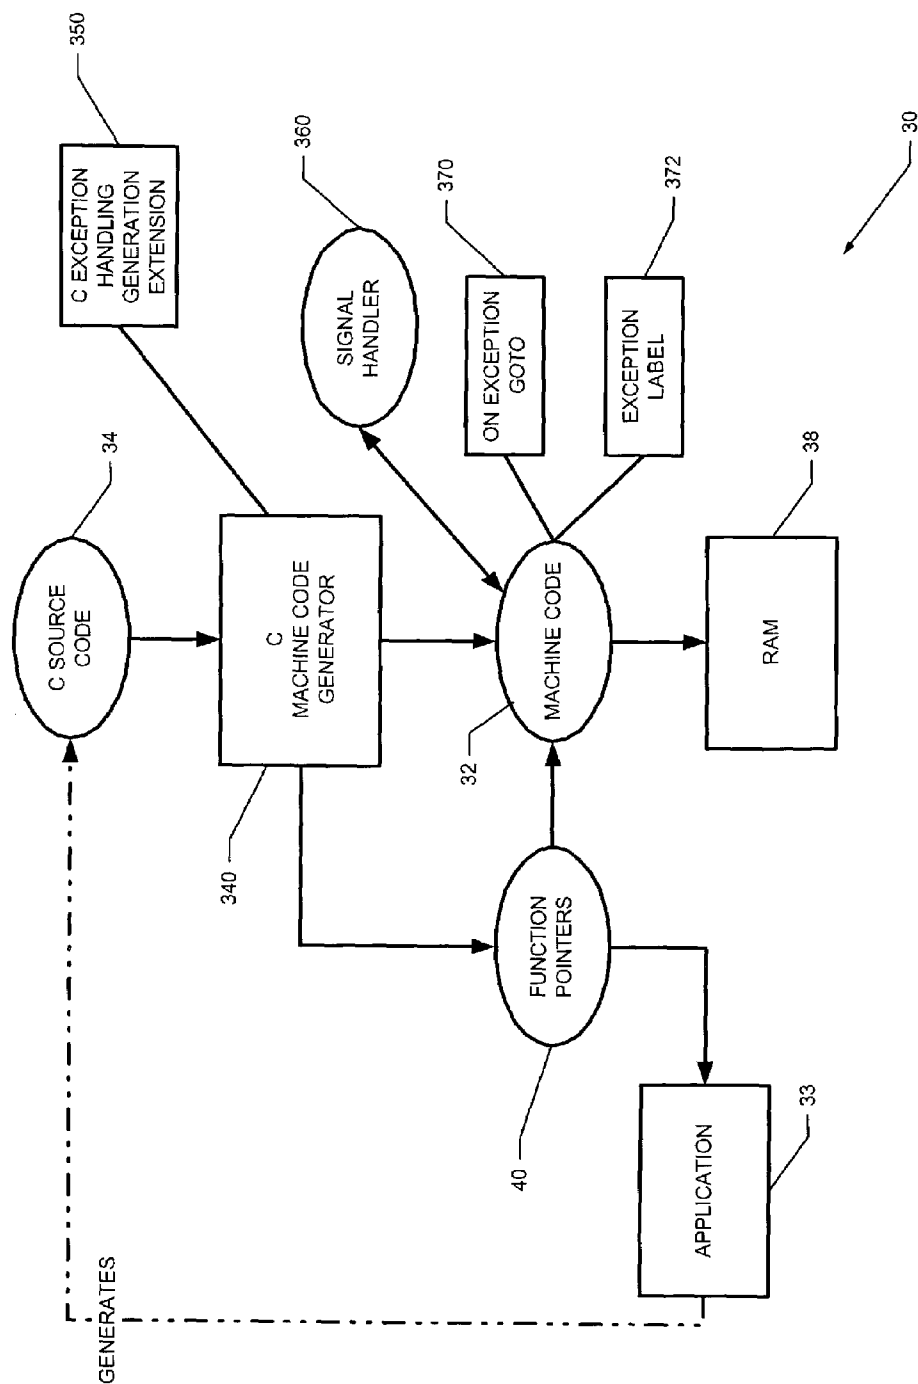 GENERATES
C SOURCE
CODE
34
C EXCEPTION
HANDLING
GENERATION
EXTENSION
350
340
C
MACHINE CODE
GENERATOR
SIGNAL
HANDLER
360
40
FUNCTION
POINTERS
32
MACHINE CODE
ON EXCEPTION
GOTO
370
EXCEPTION
LABEL
372
APPLICATION
33
RAM
38
30